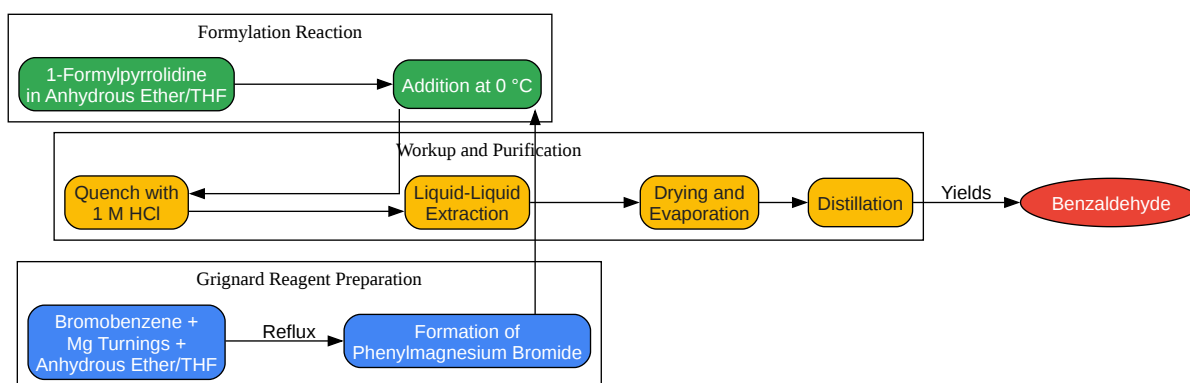 Formylation Reaction
1-Formylpyrrolidine
in Anhydrous Ether/THF
Addition at 0 °C
Workup and Purification
Quench with
1 M HCl
Liquid-Liquid
Extraction
Drying and
Evaporation
Distillation
Yields
Benzaldehyde
Grignard Reagent Preparation
Bromobenzene +
Mg Turnings +
Anhydrous Ether/THF
Reflux
Formation of
Phenylmagnesium Bromide